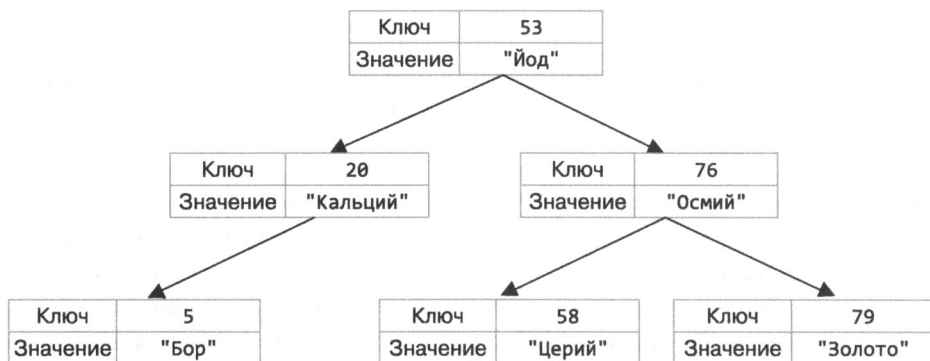 Ключ 53
Значение "Йод"
Ключ 20 Ключ 76
Значение "Кальций" Значение "Осмий"
Ключ 5 Ключ 58 Ключ 79
Значение "Бор" Значение "Церий" Значение "Золото"